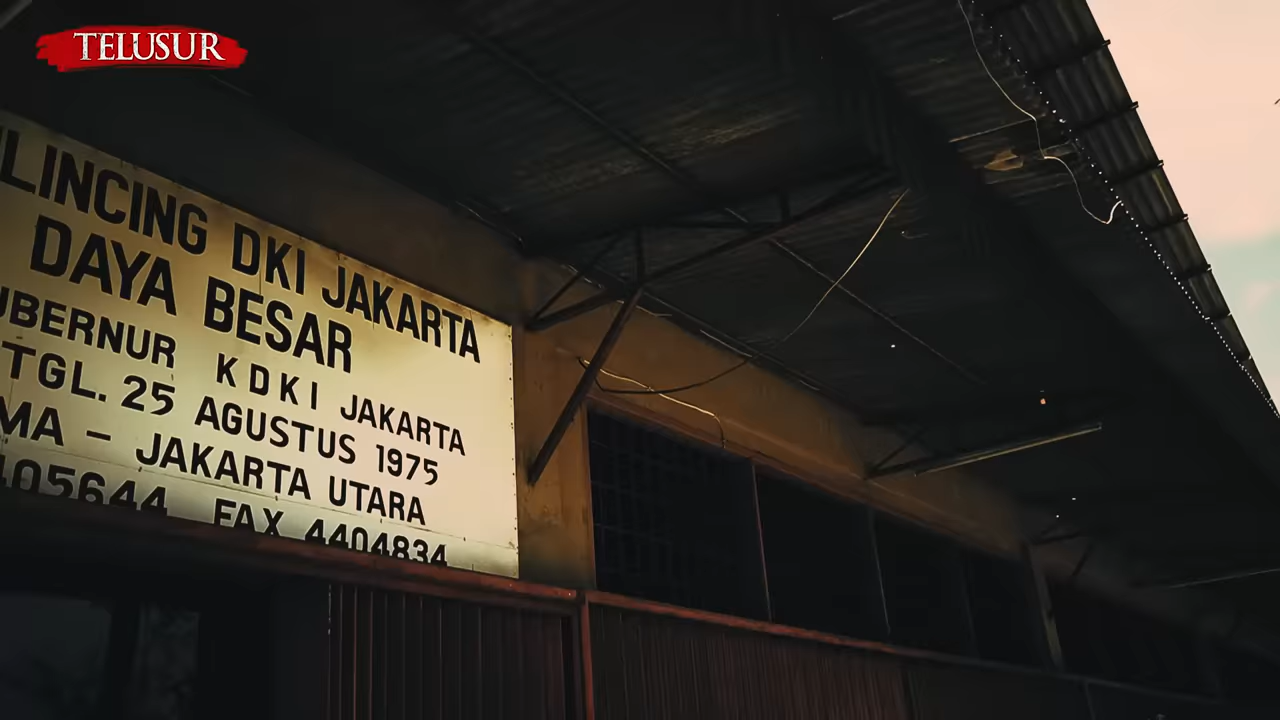 TELUSUR
LINCING DKI JAKARTA
DAYA BESAR
UBERNUR KDKI JAKARTA
TGL. 25 AGUSTUS 1975
MA - JAKARTA UTARA
405644 FAX 4404834